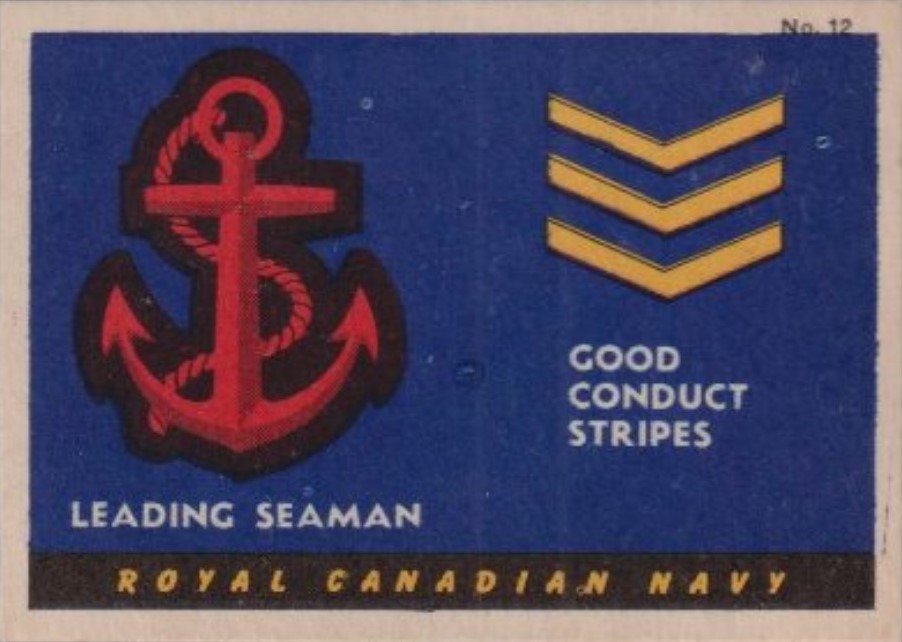 No. 12
GOOD
CONDUCT
STRIPES
LEADING SEAMAN
ROYAL CANADIAN NAVY